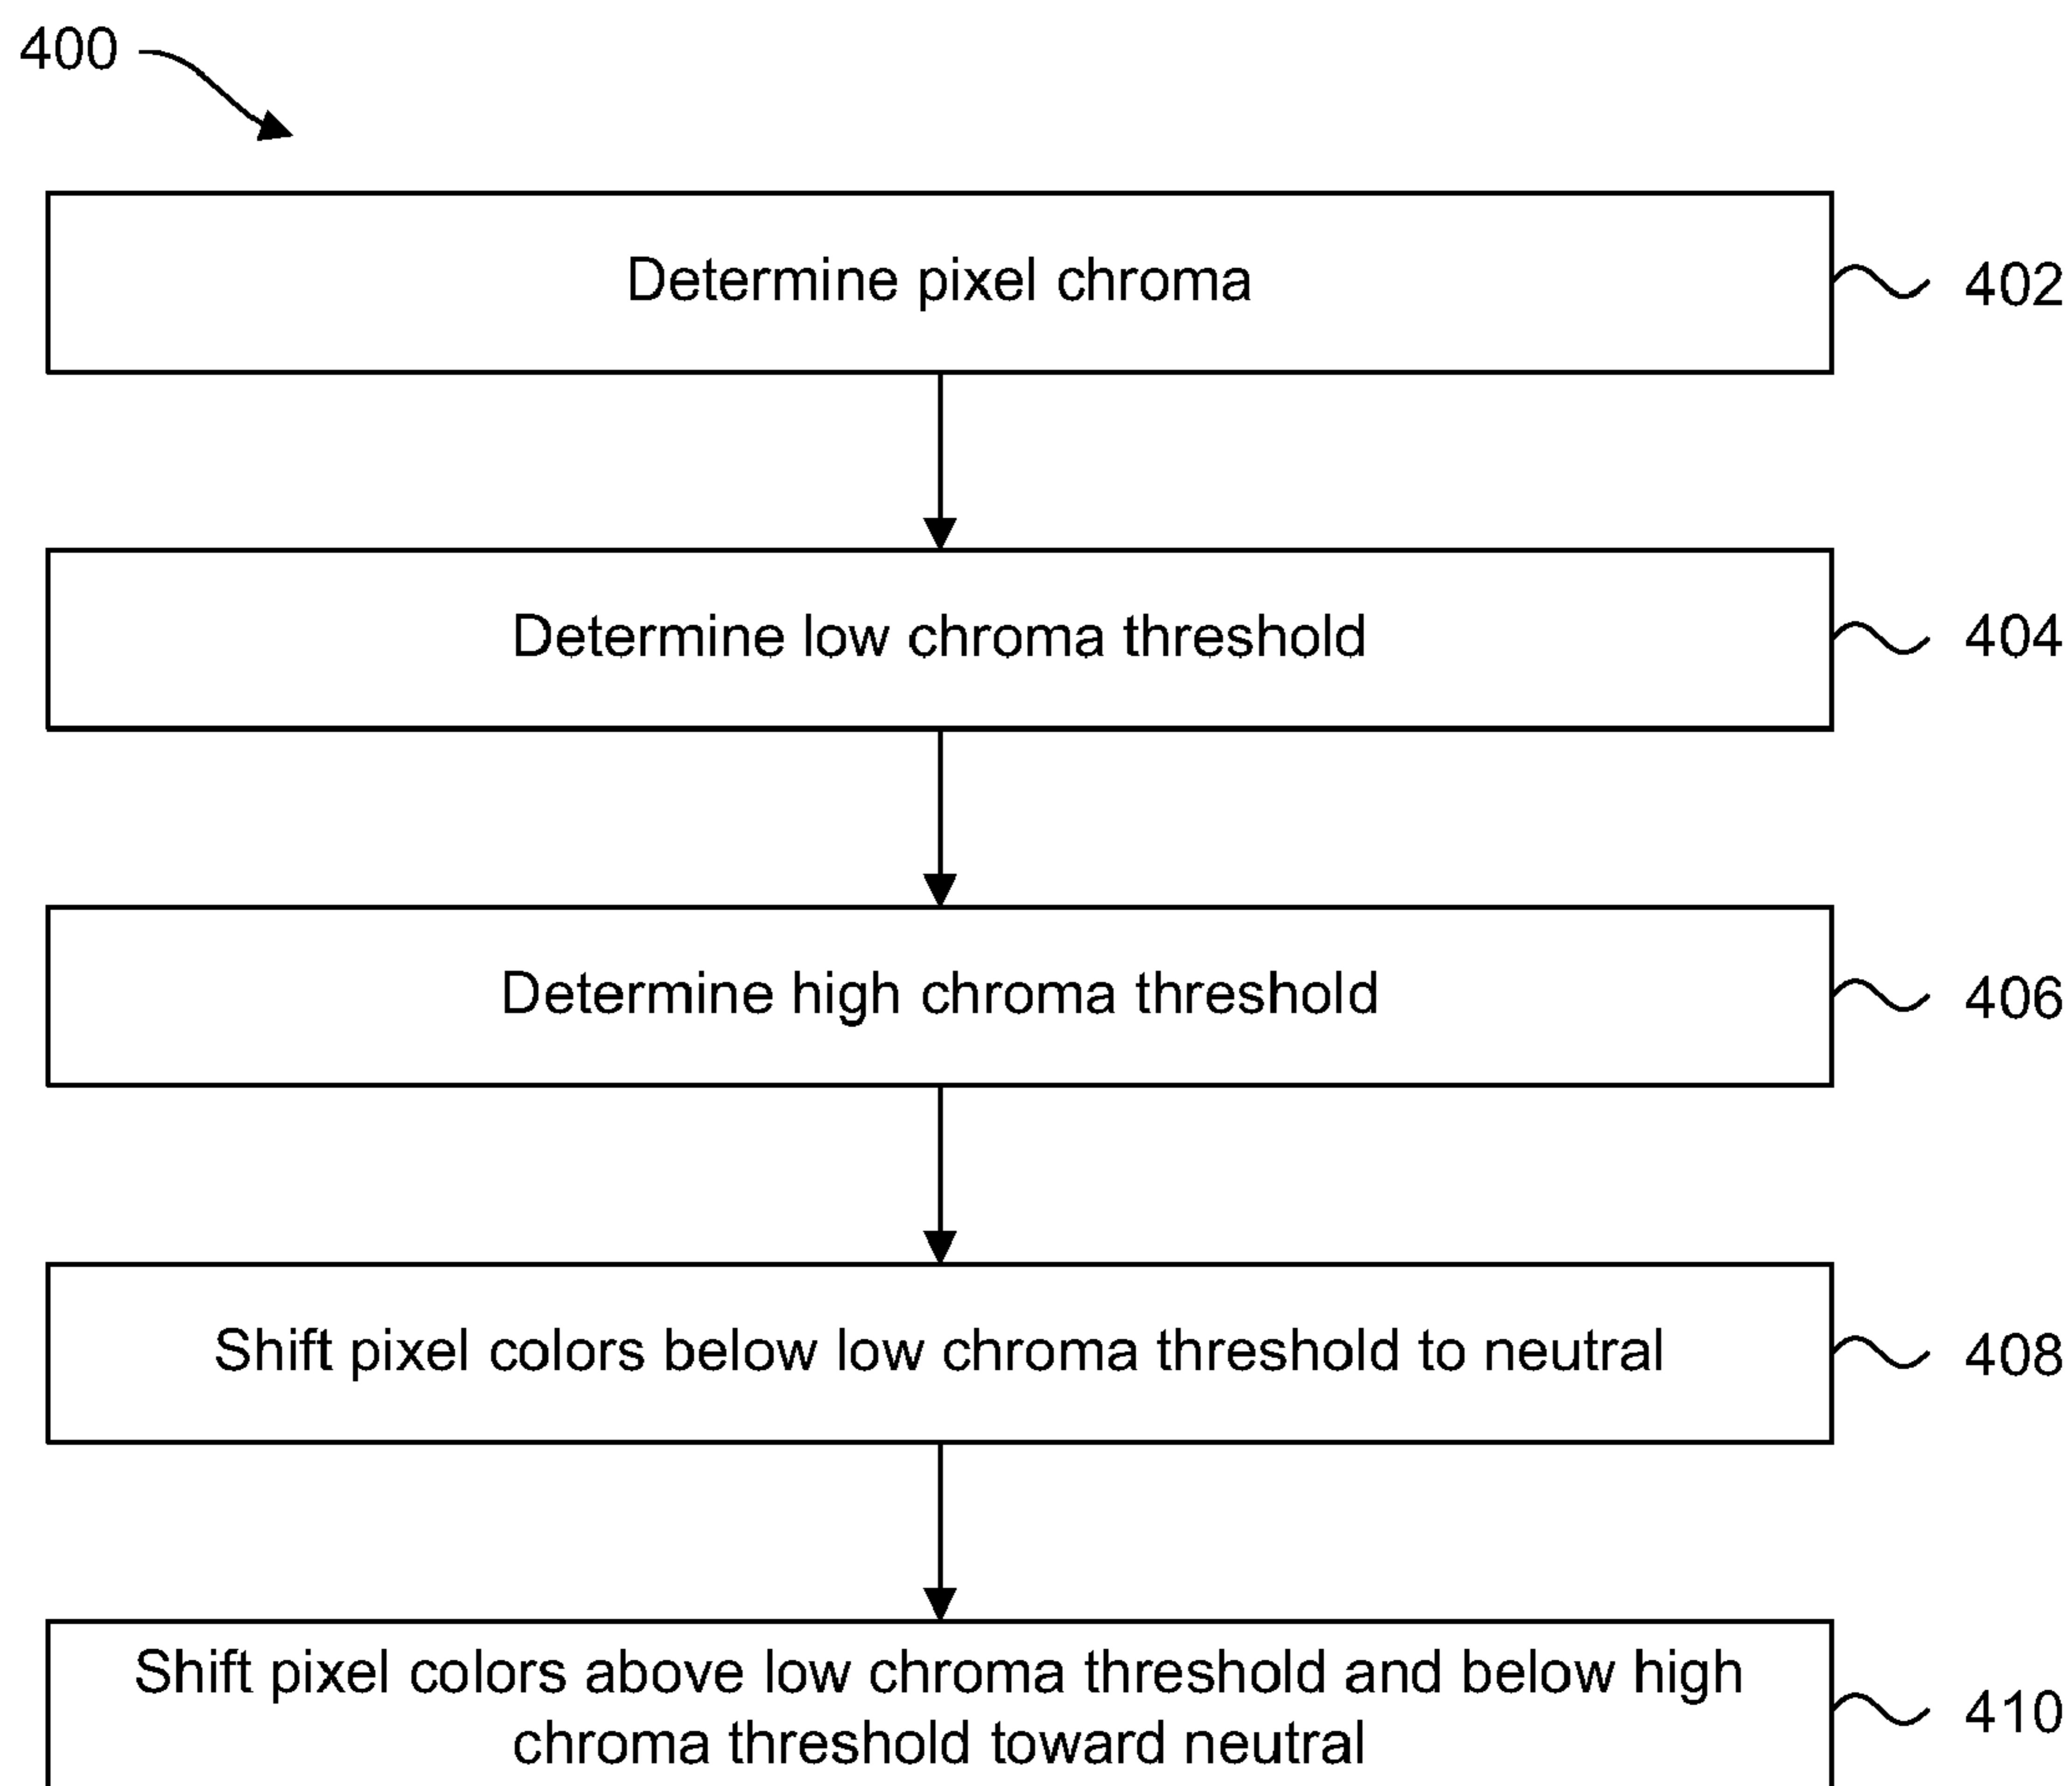 400
Determine pixel chroma
402
Determine low chroma threshold
404
Determine high chroma threshold
406
Shift pixel colors below low chroma threshold to neutral
408
Shift pixel colors above low chroma threshold and below high
chroma threshold toward neutral
410